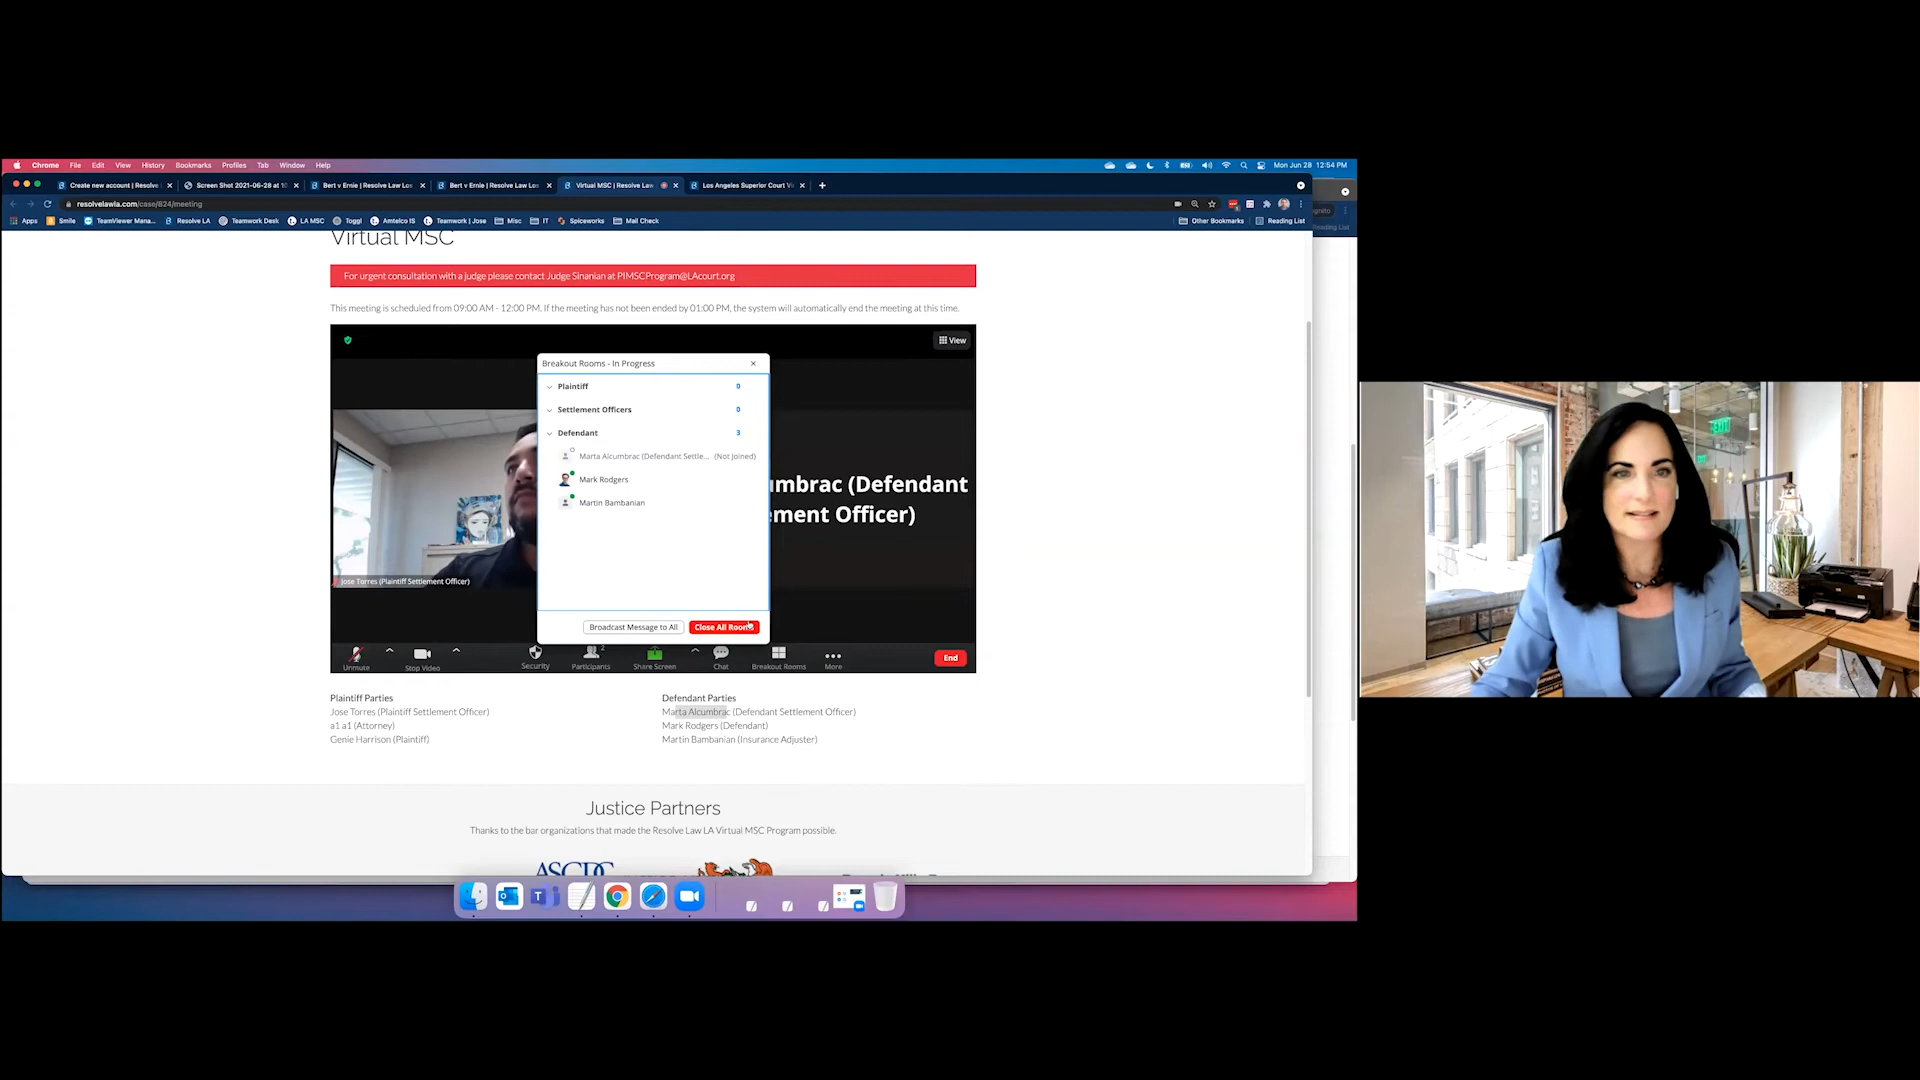 Chrome File Edit View History Bookmarks Profiles Tab Window Help
Mon Jun 28 12:54 PM
Create new account | Resolve
Screen Shot 2021-06-28 at 10
Bert v Ernie | Resolve Law Los
Bert v Ernie | Resolve Law Los
Virtual MSC | Resolve Law
Los Angeles Superior Court Vi
resolvelawla.com/case/824/meeting
Apps Smile TeamViewer Mana... Resolve LA Teamwork Desk LA MSC Toggl Amtelco IS Teamwork | Jose Misc IT Spiceworks Mail Check
Other Bookmarks Reading List
Virtual MSC
For urgent consultation with a judge please contact Judge Sinanian at PIMSCProgram@LAcourt.org
This meeting is scheduled from 09:00 AM - 12:00 PM. If the meeting has not been ended by 01:00 PM, the system will automatically end the meeting at this time.
View
Breakout Rooms - In Progress
Plaintiff 0
Settlement Officers 0
Defendant 3
Marta Alcumbrac (Defendant Settle... (Not Joined)
Mark Rodgers
Martin Bambanian
Broadcast Message to All
Close All Rooms
umbrac (Defendant
ement Officer)
Jose Torres (Plaintiff Settlement Officer)
Unmute Stop Video Security Participants 2 Share Screen Chat Breakout Rooms More
End
Plaintiff Parties
Jose Torres (Plaintiff Settlement Officer)
a1 a1 (Attorney)
Genie Harrison (Plaintiff)
Defendant Parties
Marta Alcumbrac (Defendant Settlement Officer)
Mark Rodgers (Defendant)
Martin Bambanian (Insurance Adjuster)
Justice Partners
Thanks to the bar organizations that made the Resolve Law LA Virtual MSC Program possible.
ASCDC
EXIT